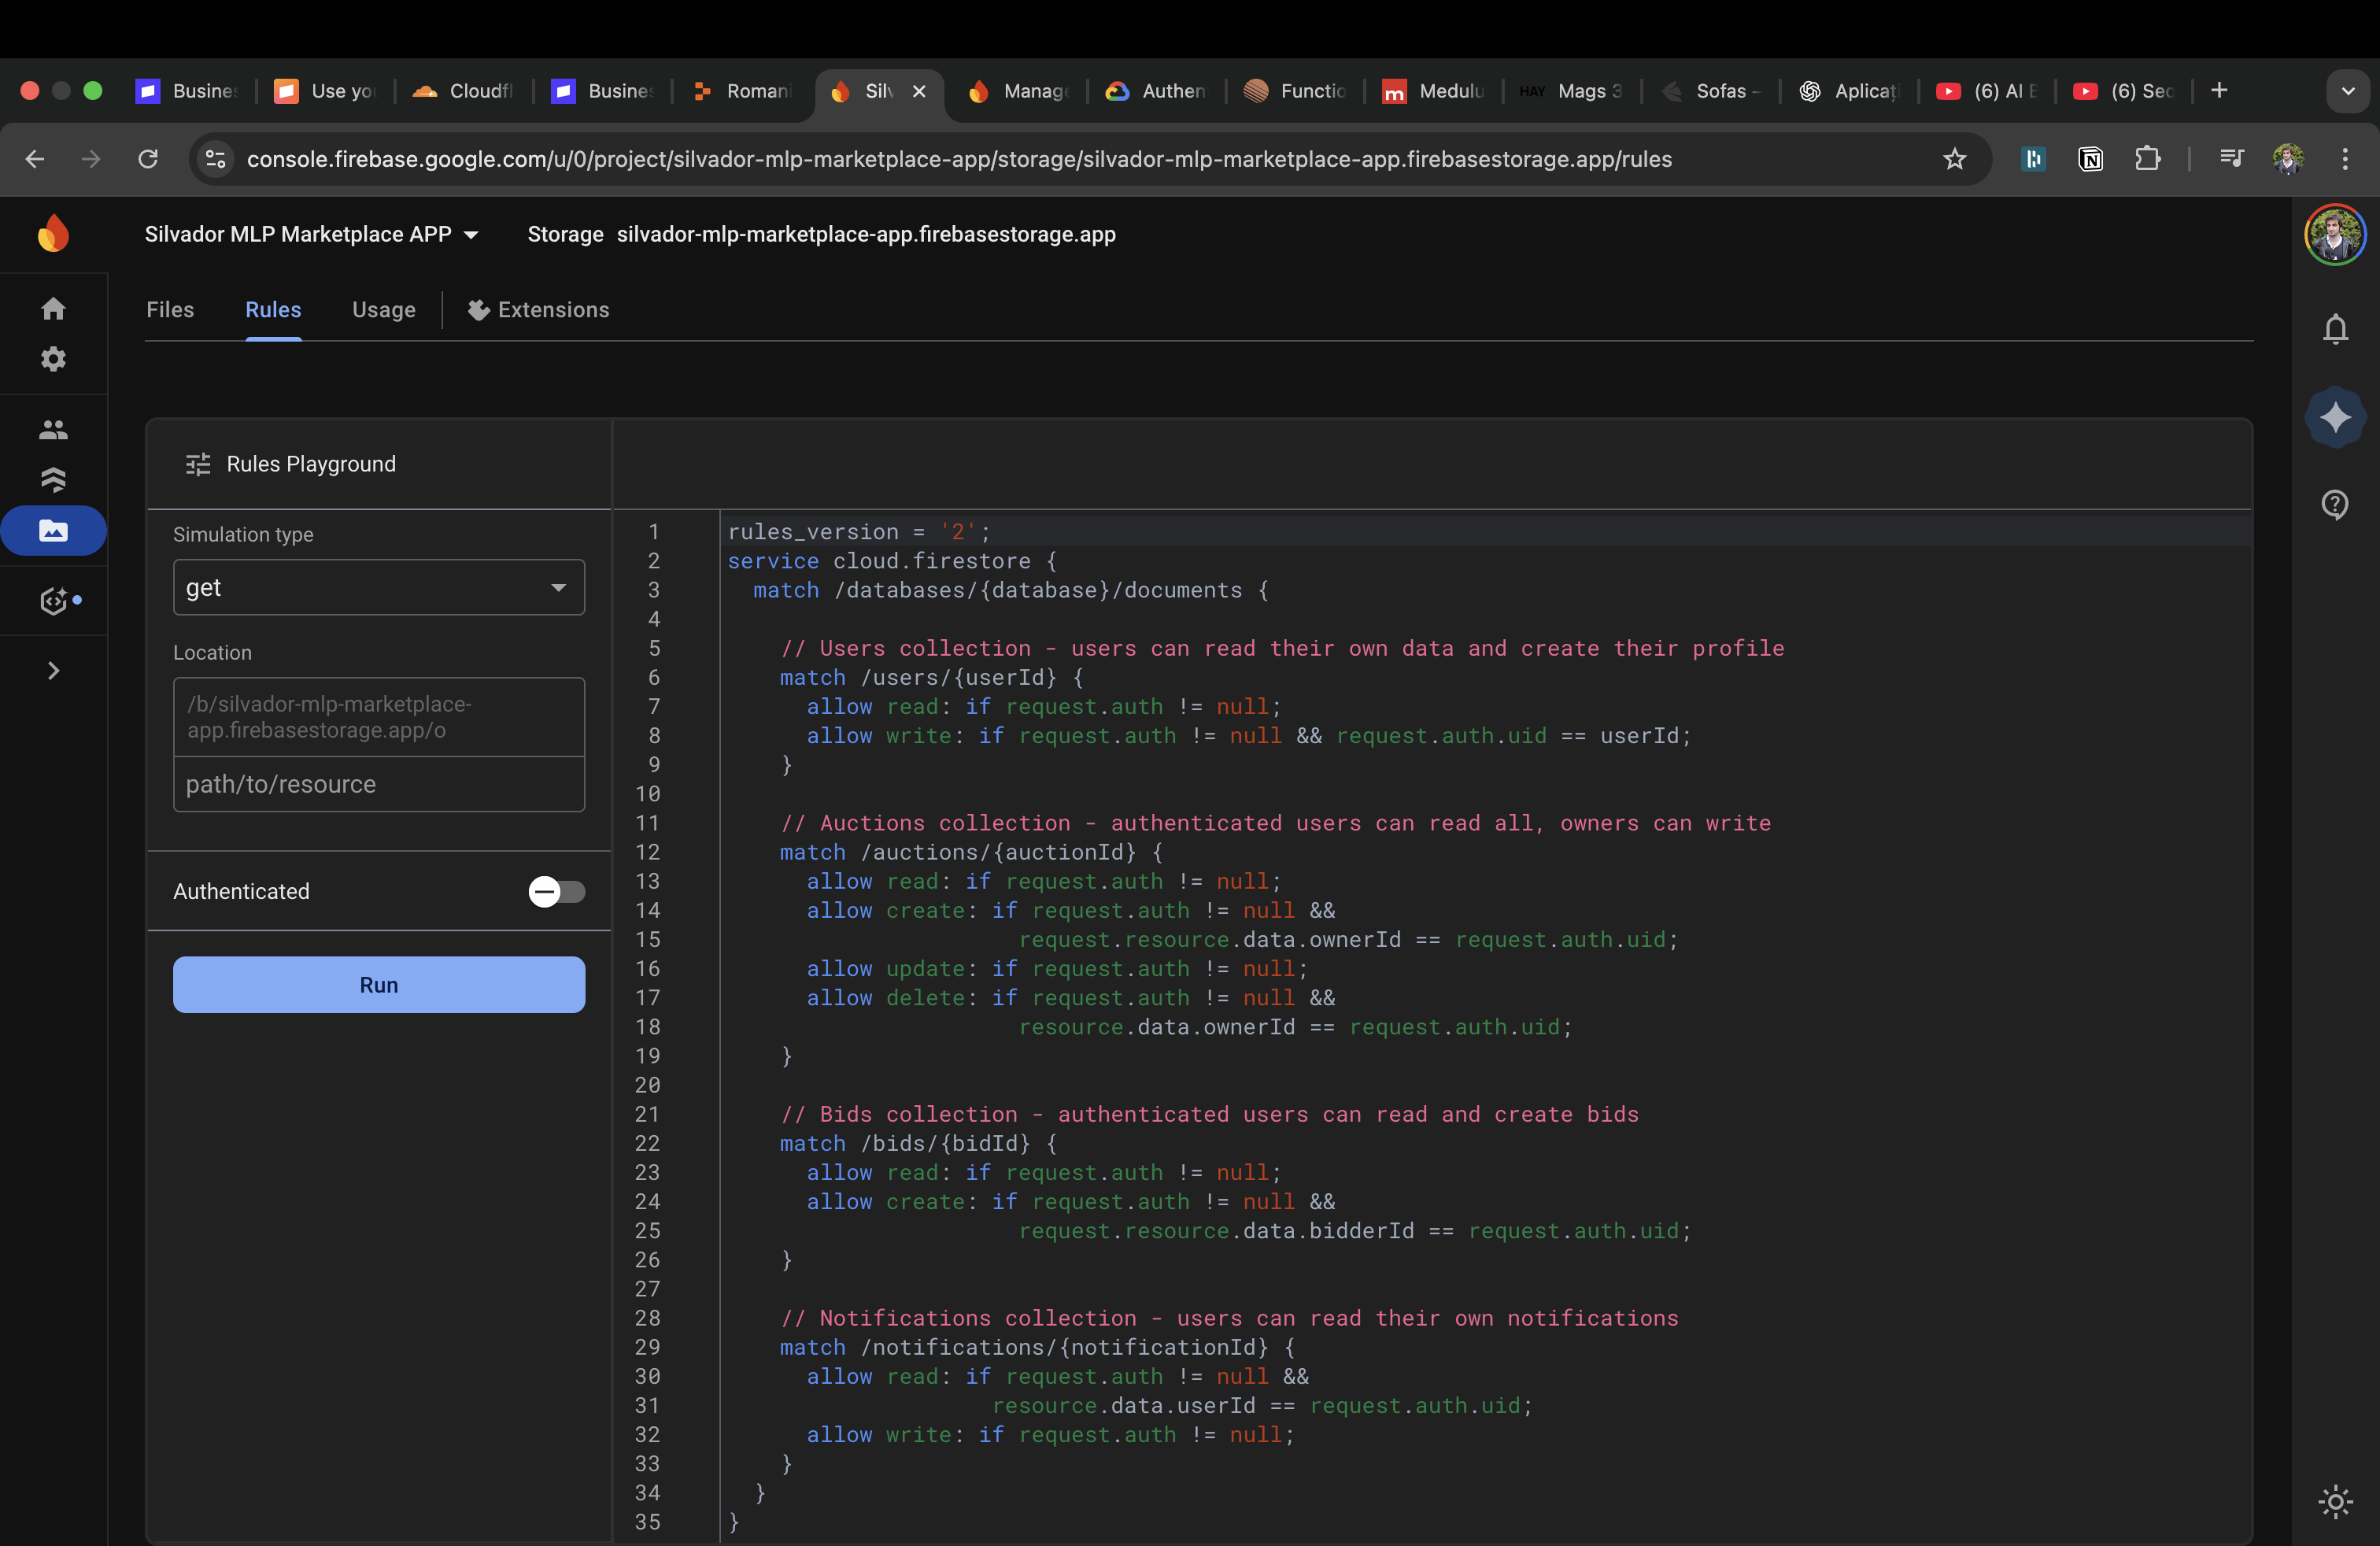 Busines
Use yo
Cloudfl
Busines
Romani
Silv
Manage
Authen
Functio
m Medulu
HAY Mags 3
Sofas –
Aplicaț
(6) AI E
(6) Sec
console.firebase.google.com/u/0/project/silvador-mlp-marketplace-app/storage/silvador-mlp-marketplace-app.firebasestorage.app/rules
Silvador MLP Marketplace APP
Storage silvador-mlp-marketplace-app.firebasestorage.app
Files Rules Usage Extensions
Rules Playground
Simulation type
get
Location
/b/silvador-mlp-marketplace-
app.firebasestorage.app/o
path/to/resource
Authenticated
Run
1 rules_version = '2';
2 service cloud.firestore {
3 match /databases/{database}/documents {
4
5 // Users collection - users can read their own data and create their profile
6 match /users/{userId} {
7 allow read: if request.auth != null;
8 allow write: if request.auth != null && request.auth.uid == userId;
9 }
10
11 // Auctions collection - authenticated users can read all, owners can write
12 match /auctions/{auctionId} {
13 allow read: if request.auth != null;
14 allow create: if request.auth != null &&
15 request.resource.data.ownerId == request.auth.uid;
16 allow update: if request.auth != null;
17 allow delete: if request.auth != null &&
18 resource.data.ownerId == request.auth.uid;
19 }
20
21 // Bids collection - authenticated users can read and create bids
22 match /bids/{bidId} {
23 allow read: if request.auth != null;
24 allow create: if request.auth != null &&
25 request.resource.data.bidderId == request.auth.uid;
26 }
27
28 // Notifications collection - users can read their own notifications
29 match /notifications/{notificationId} {
30 allow read: if request.auth != null &&
31 resource.data.userId == request.auth.uid;
32 allow write: if request.auth != null;
33 }
34 }
35 }